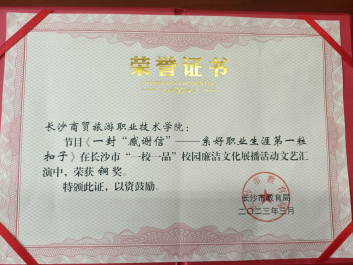 荣誉证书
长沙商贸旅游职业技术学院：
节目《一封“感谢信”——系好职业生涯第一粒
扣子》在长沙市“一校一品”校园廉洁文化展播活动文艺汇
演中，荣获 铜奖。
特颁此证，以资鼓励。
长沙市教育局
二〇二三年三月